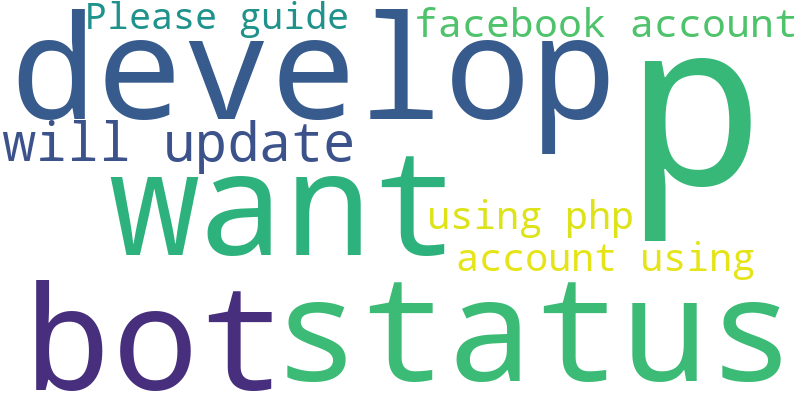 Please guide
facebook account
develop
p
will update
want
using php
account using
bot
status